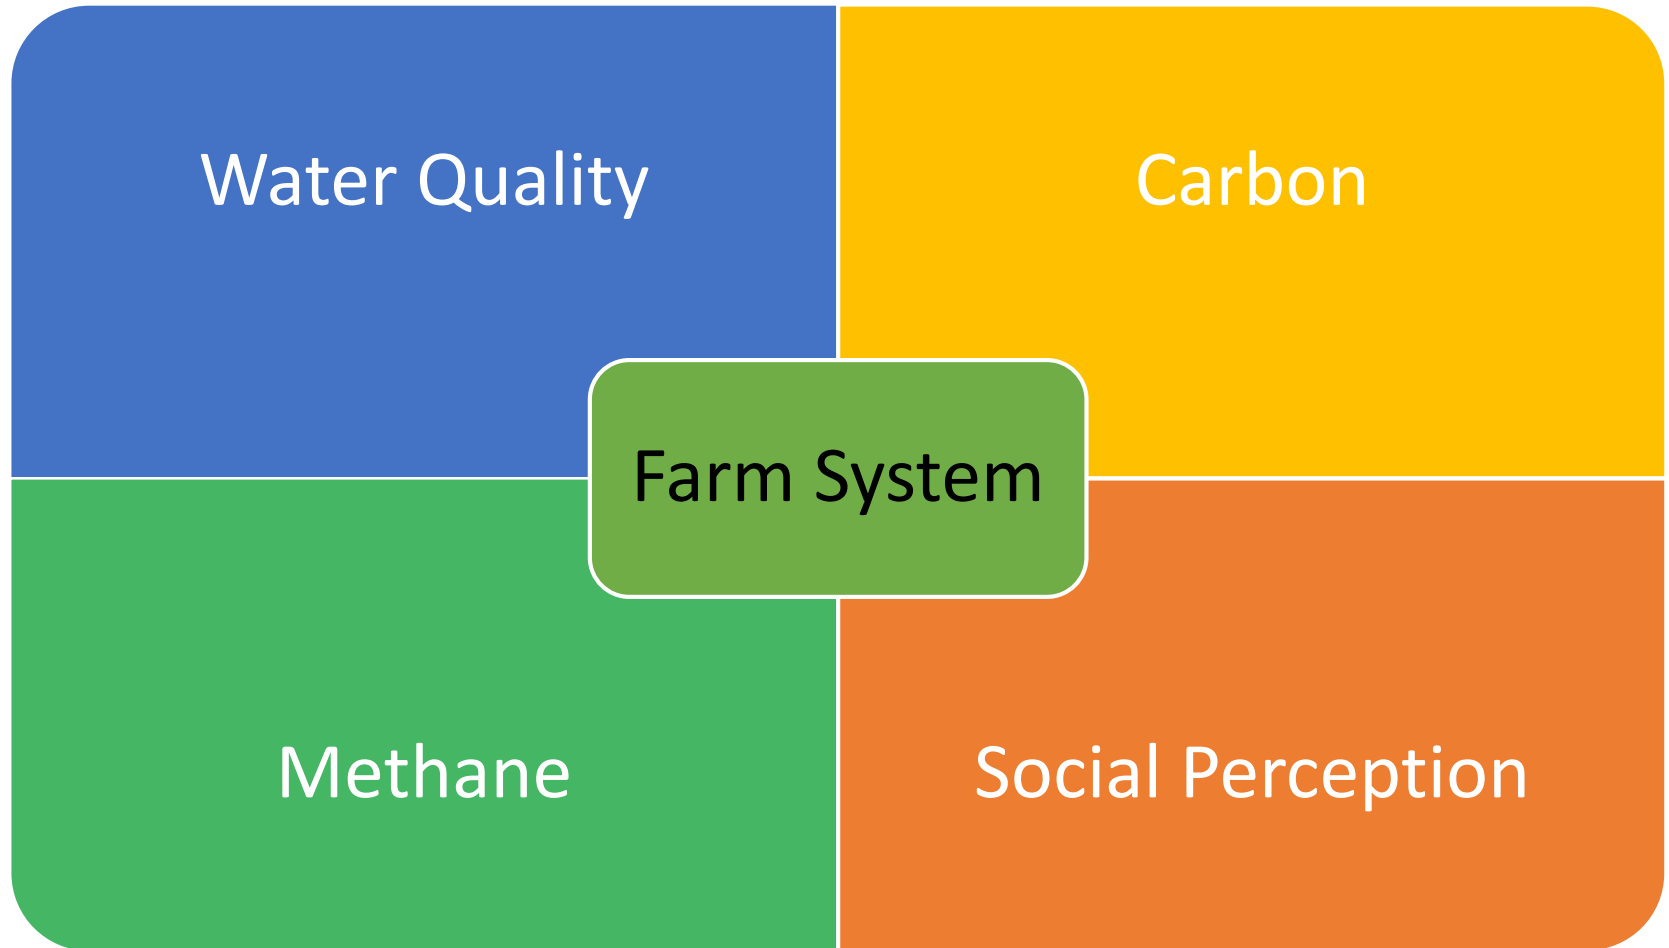 Water Quality
Carbon
Farm System
Methane
Social Perception